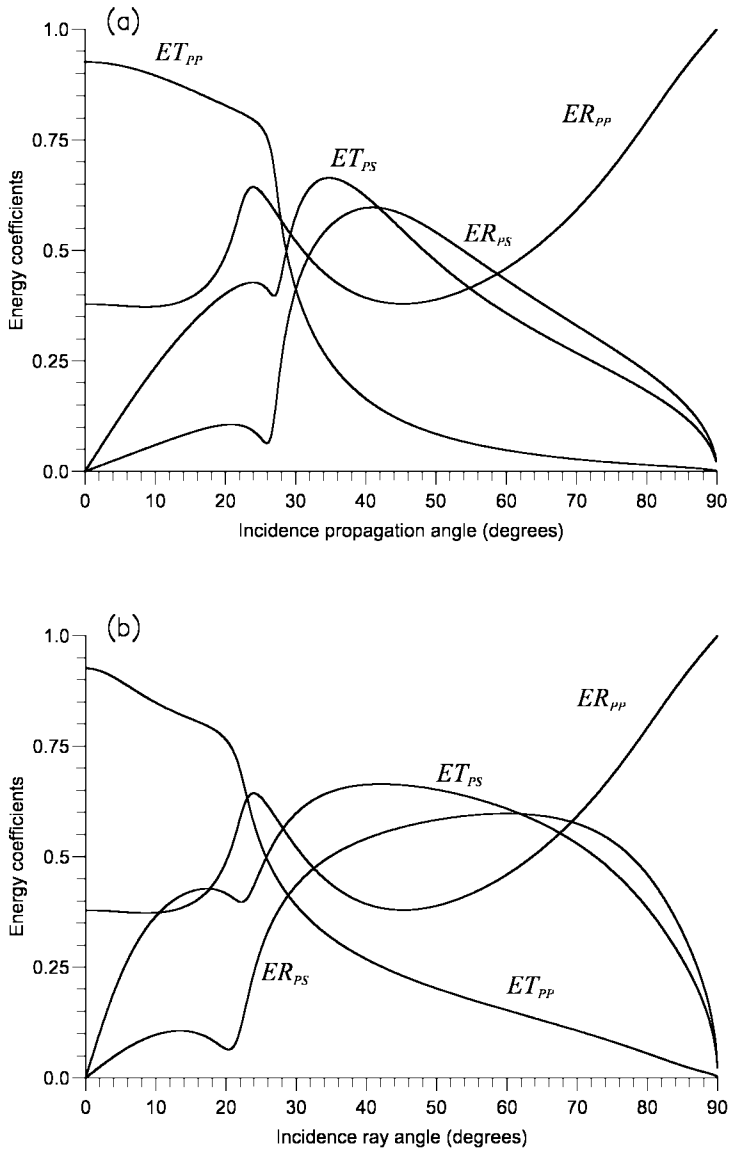 (a)
1.0
0.75
0.5
0.25
0.0
Energy coefficients
ET_PP
ET_PS
ER_PP
ER_PS
0 10 20 30 40 50 60 70 80 90
Incidence propagation angle (degrees)
(b)
1.0
0.75
0.5
0.25
0.0
Energy coefficients
ER_PP
ET_PS
ER_PS
ET_PP
0 10 20 30 40 50 60 70 80 90
Incidence ray angle (degrees)